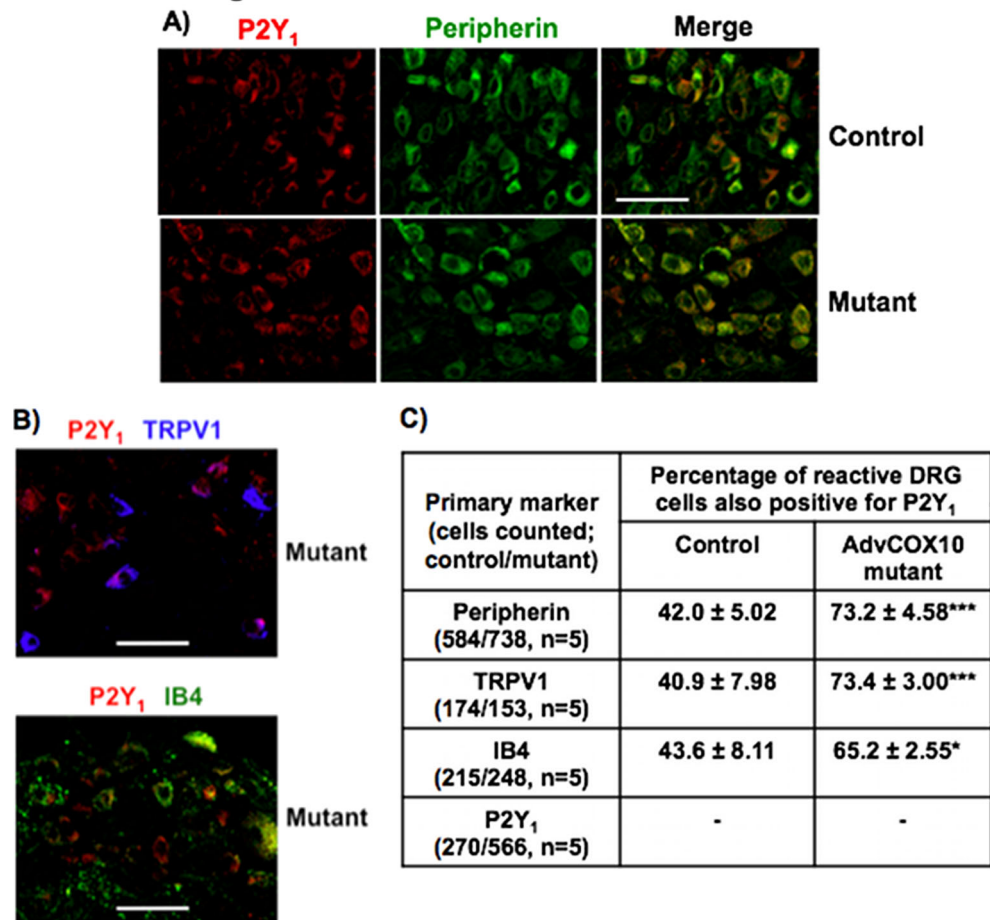 A)
P2Y₁ Peripherin Merge
Control
Mutant
B)
P2Y₁ TRPV1
Mutant
P2Y₁ IB4
Mutant
C)
Primary marker
(cells counted;
control/mutant)
Percentage of reactive DRG
cells also positive for P2Y₁
Control
AdvCOX10
mutant
Peripherin
(584/738, n=5)
42.0 ± 5.02
73.2 ± 4.58***
TRPV1
(174/153, n=5)
40.9 ± 7.98
73.4 ± 3.00***
IB4
(215/248, n=5)
43.6 ± 8.11
65.2 ± 2.55*
P2Y₁
(270/566, n=5)
-
-